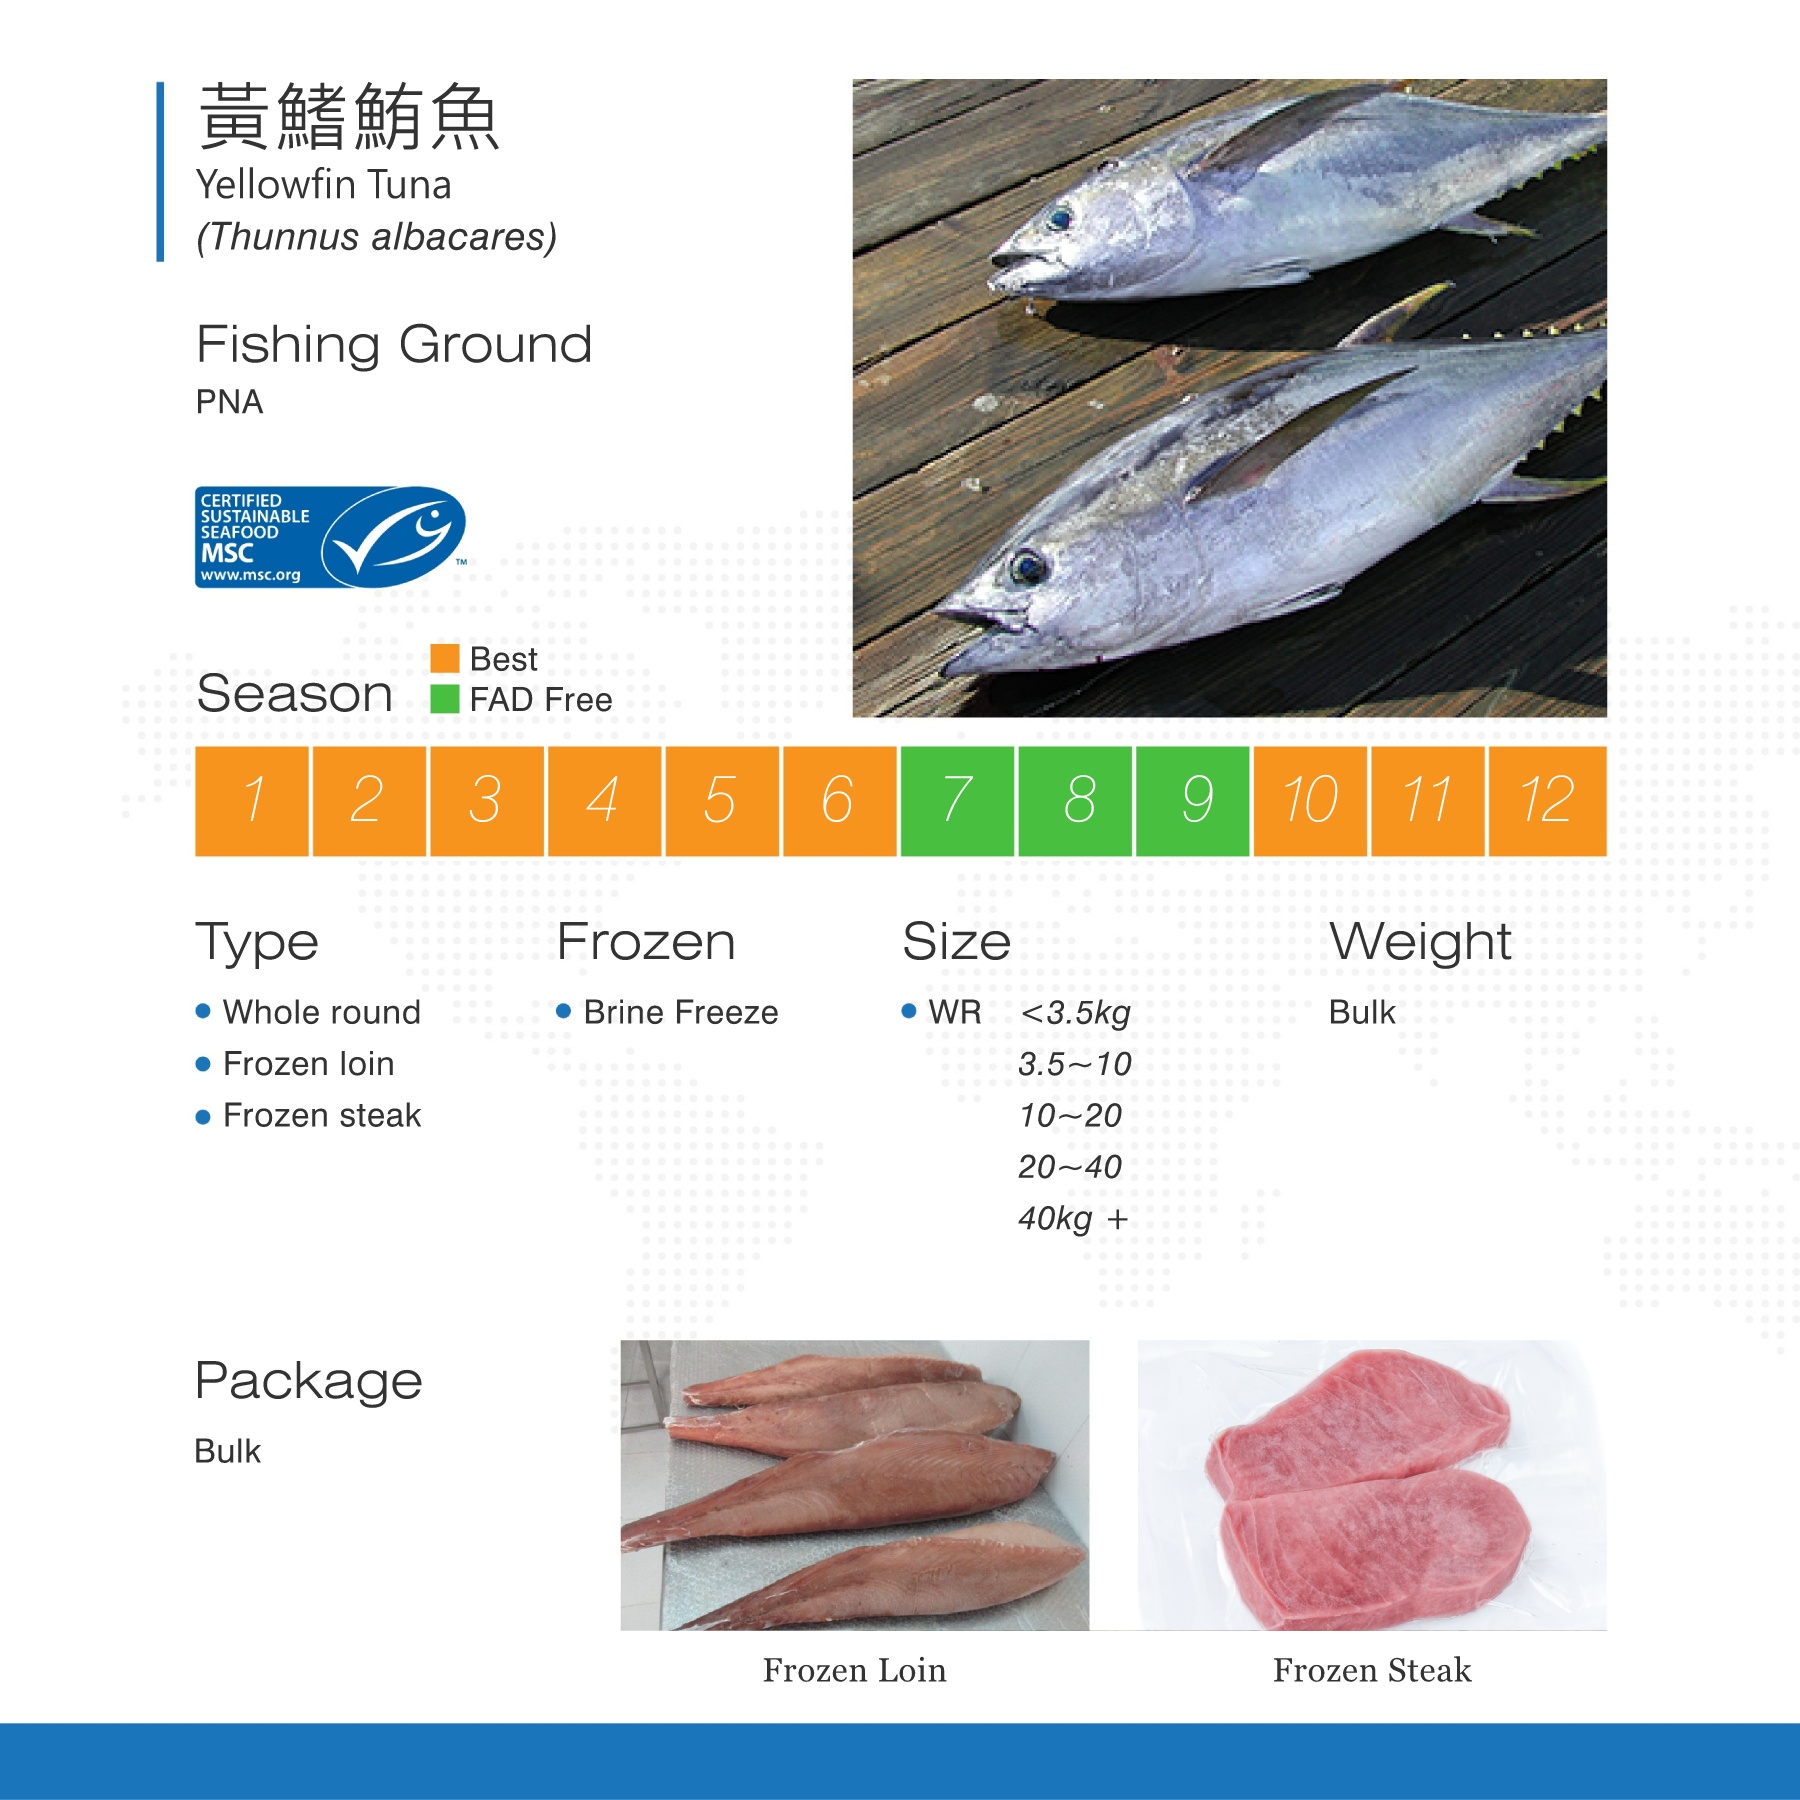 黃鰭鮪魚
Yellowfin Tuna
(Thunnus albacares)
Fishing Ground
PNA
CERTIFIED
SUSTAINABLE
SEAFOOD
MSC
www.msc.org
TM
Season
Best
FAD Free
1 2 3 4 5 6 7 8 9 10 11 12
Type
Whole round
Frozen loin
Frozen steak
Frozen
Brine Freeze
Size
WR <3.5kg
3.5~10
10~20
20~40
40kg +
Weight
Bulk
Package
Bulk
Frozen Loin
Frozen Steak